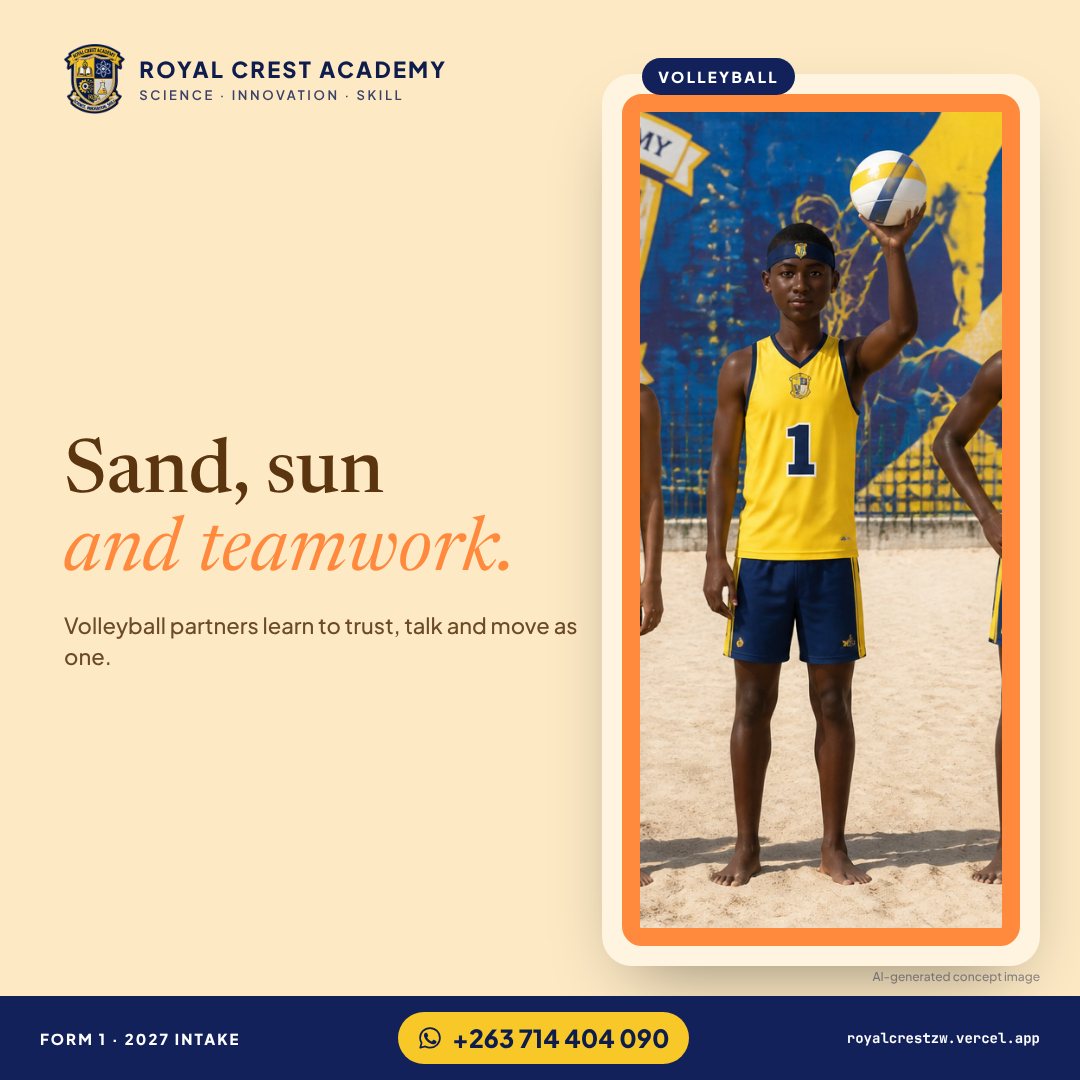 ROYAL CREST ACADEMY
SCIENCE · INNOVATION · SKILL
VOLLEYBALL
MY
1
Sand, sun
and teamwork.
Volleyball partners learn to trust, talk and move as
one.
AI-generated concept image
FORM 1 · 2027 INTAKE
+263 714 404 090
royalcrestzw.vercel.app